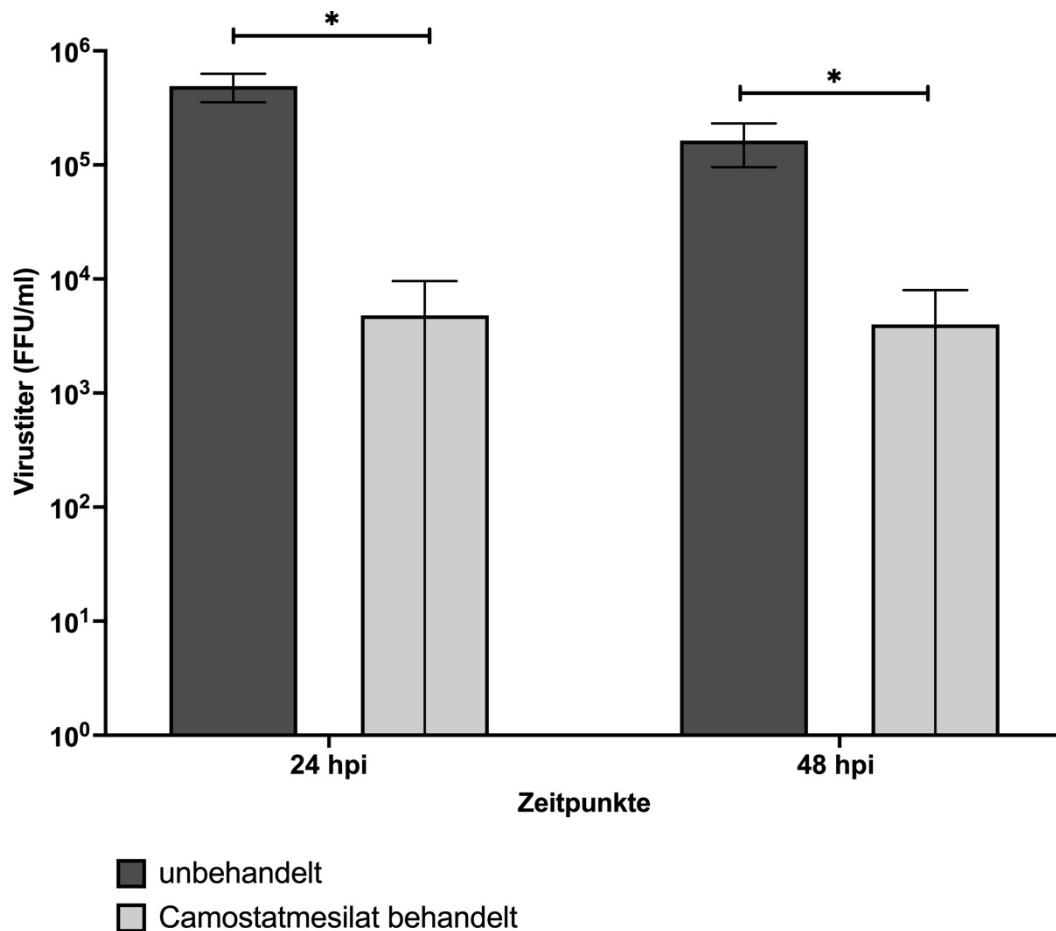 *
*
10⁶
10⁵
10⁴
10³
10²
10¹
10⁰
Virustiter (FFU/ml)
24 hpi
48 hpi
Zeitpunkte
unbehandelt
Camostatmesilat behandelt